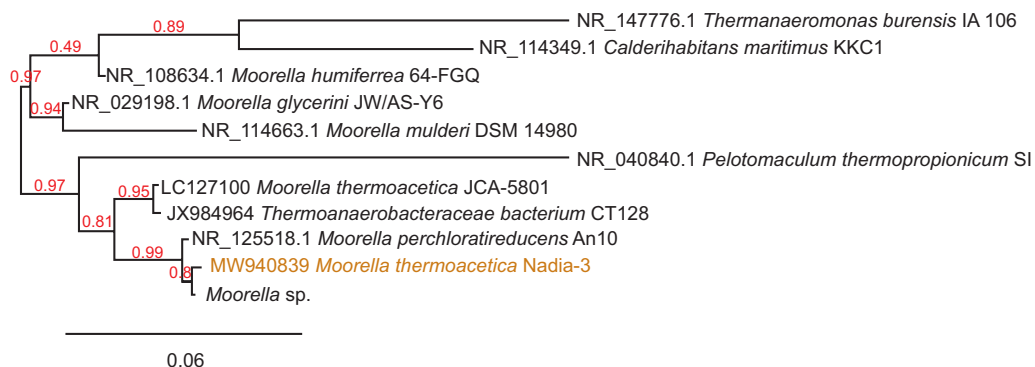 NR_147776.1 Thermanaeromonas burensis IA 106
0.89
0.49
NR_114349.1 Calderihabitans maritimus KKC1
NR_108634.1 Moorella humiferrea 64-FGQ
0.97
NR_029198.1 Moorella glycerini JW/AS-Y6
0.94
NR_114663.1 Moorella mulderi DSM 14980
NR_040840.1 Pelotomaculum thermopropionicum SI
0.97
LC127100 Moorella thermoacetica JCA-5801
0.95
JX984964 Thermoanaerobacteraceae bacterium CT128
0.81
NR_125518.1 Moorella perchloratireducens An10
0.99
MW940839 Moorella thermoacetica Nadia-3
0.8
Moorella sp.
0.06